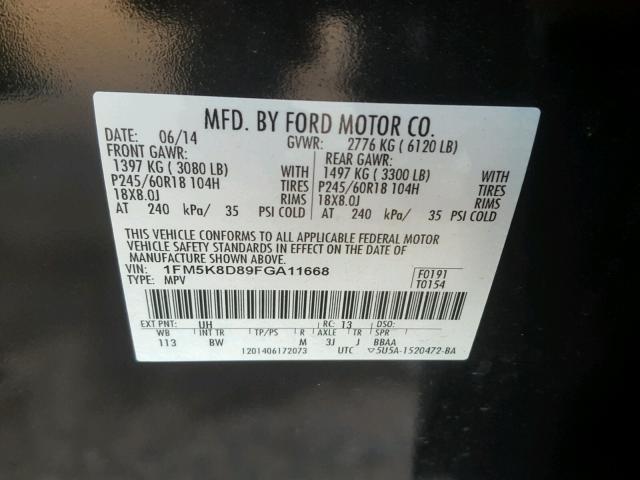 MFD. BY FORD MOTOR CO.
DATE: 06/14 GVWR: 2776 KG ( 6120 LB)
FRONT GAWR: REAR GAWR:
1397 KG ( 3080 LB) 1497 KG ( 3300 LB)
P245/60R18 104H TIRES P245/60R18 104H TIRES
18X8.0J RIMS 18X8.0J RIMS
AT 240 kPa/ 35 PSI COLD AT 240 kPa/ 35 PSI COLD
THIS VEHICLE CONFORMS TO ALL APPLICABLE FEDERAL MOTOR
VEHICLE SAFETY STANDARDS IN EFFECT ON THE DATE OF
MANUFACTURE SHOWN ABOVE.
VIN: 1FM5K8D89FGA11668 F0191
TYPE: MPV T0154
EXT PNT: UH RC: 13 DSO:
WB INT TR TP/PS R AXLE TR SPR
113 BW M 3J J BBAA
1201406172073 UTC ▽5U5A-1520472-BA